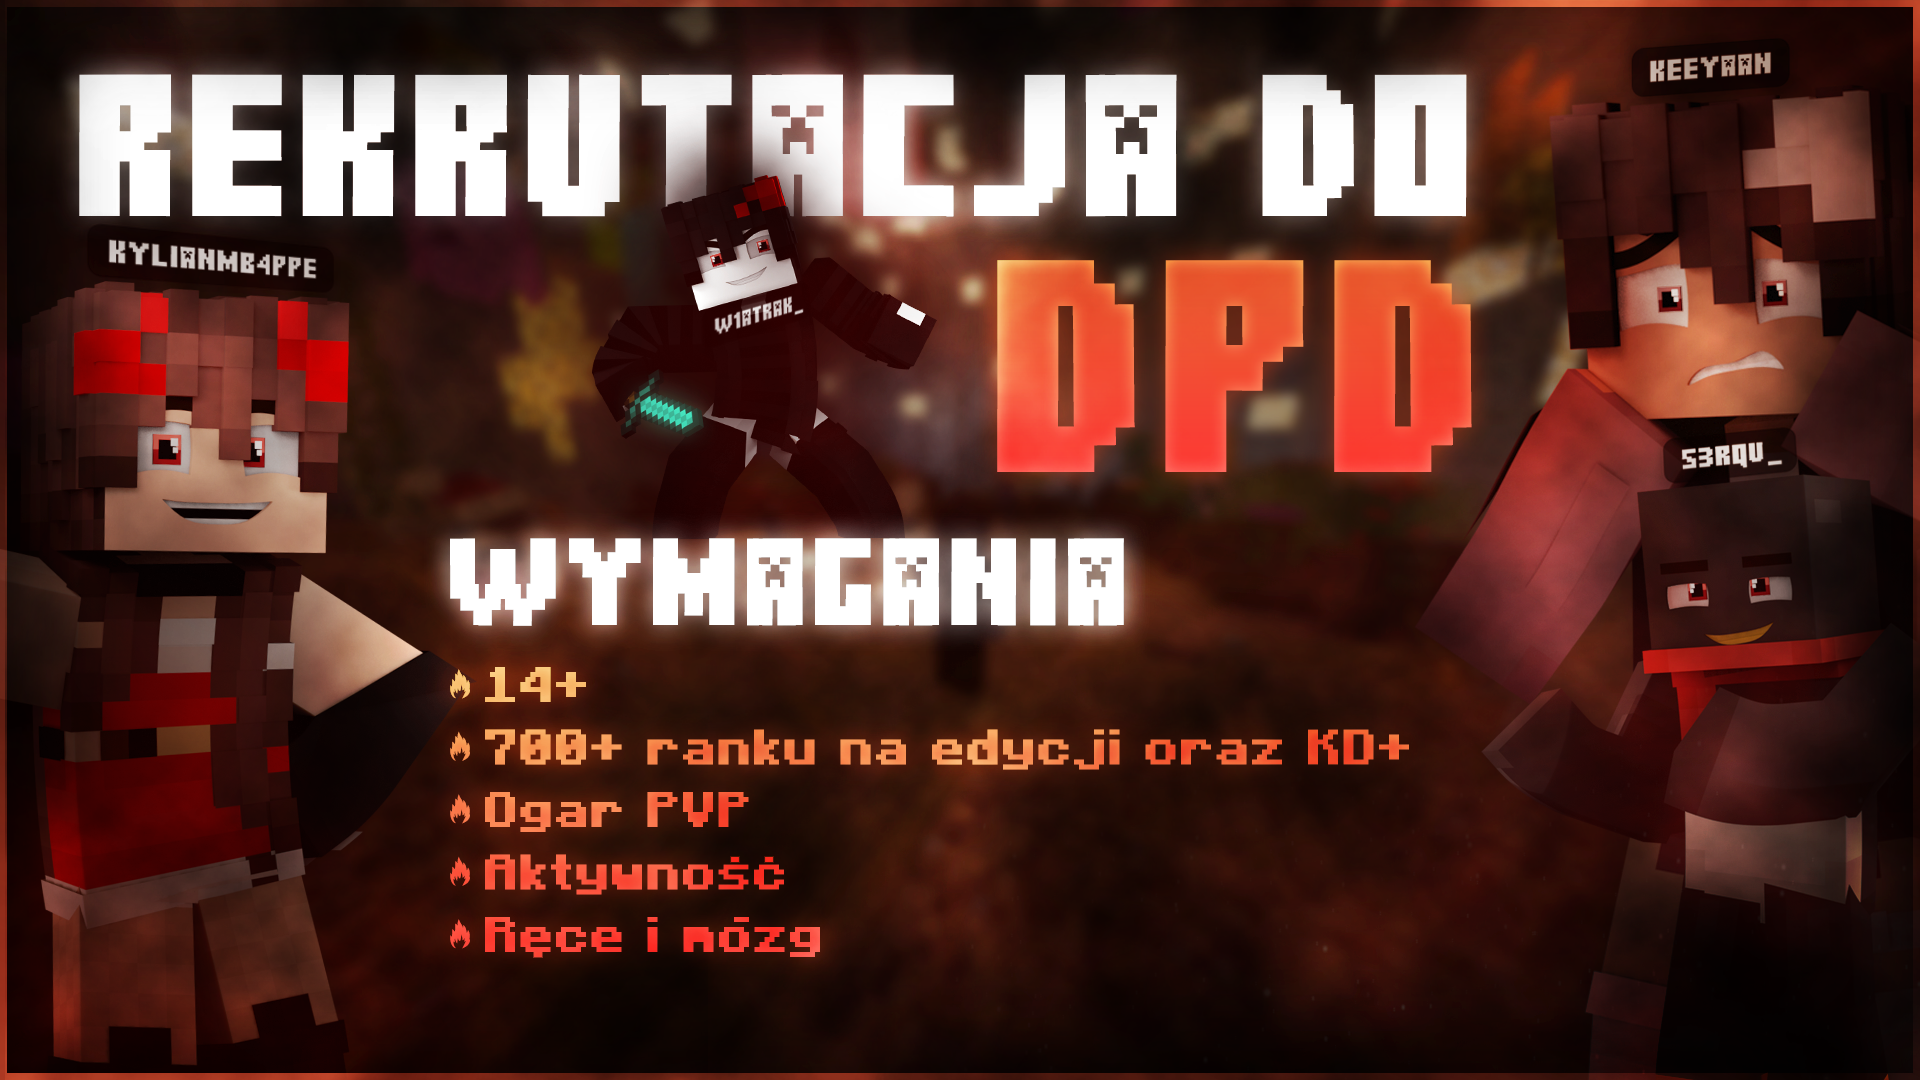 REKRUTACJA DO
DPD
KEEYAAN
KYLIANMB4PPE
W1ATRAK_
S3RQU_
WYMAGANIA
14+
700+ ranku na edycji oraz KD+
Ogar PVP
Aktywność
Ręce i mózg